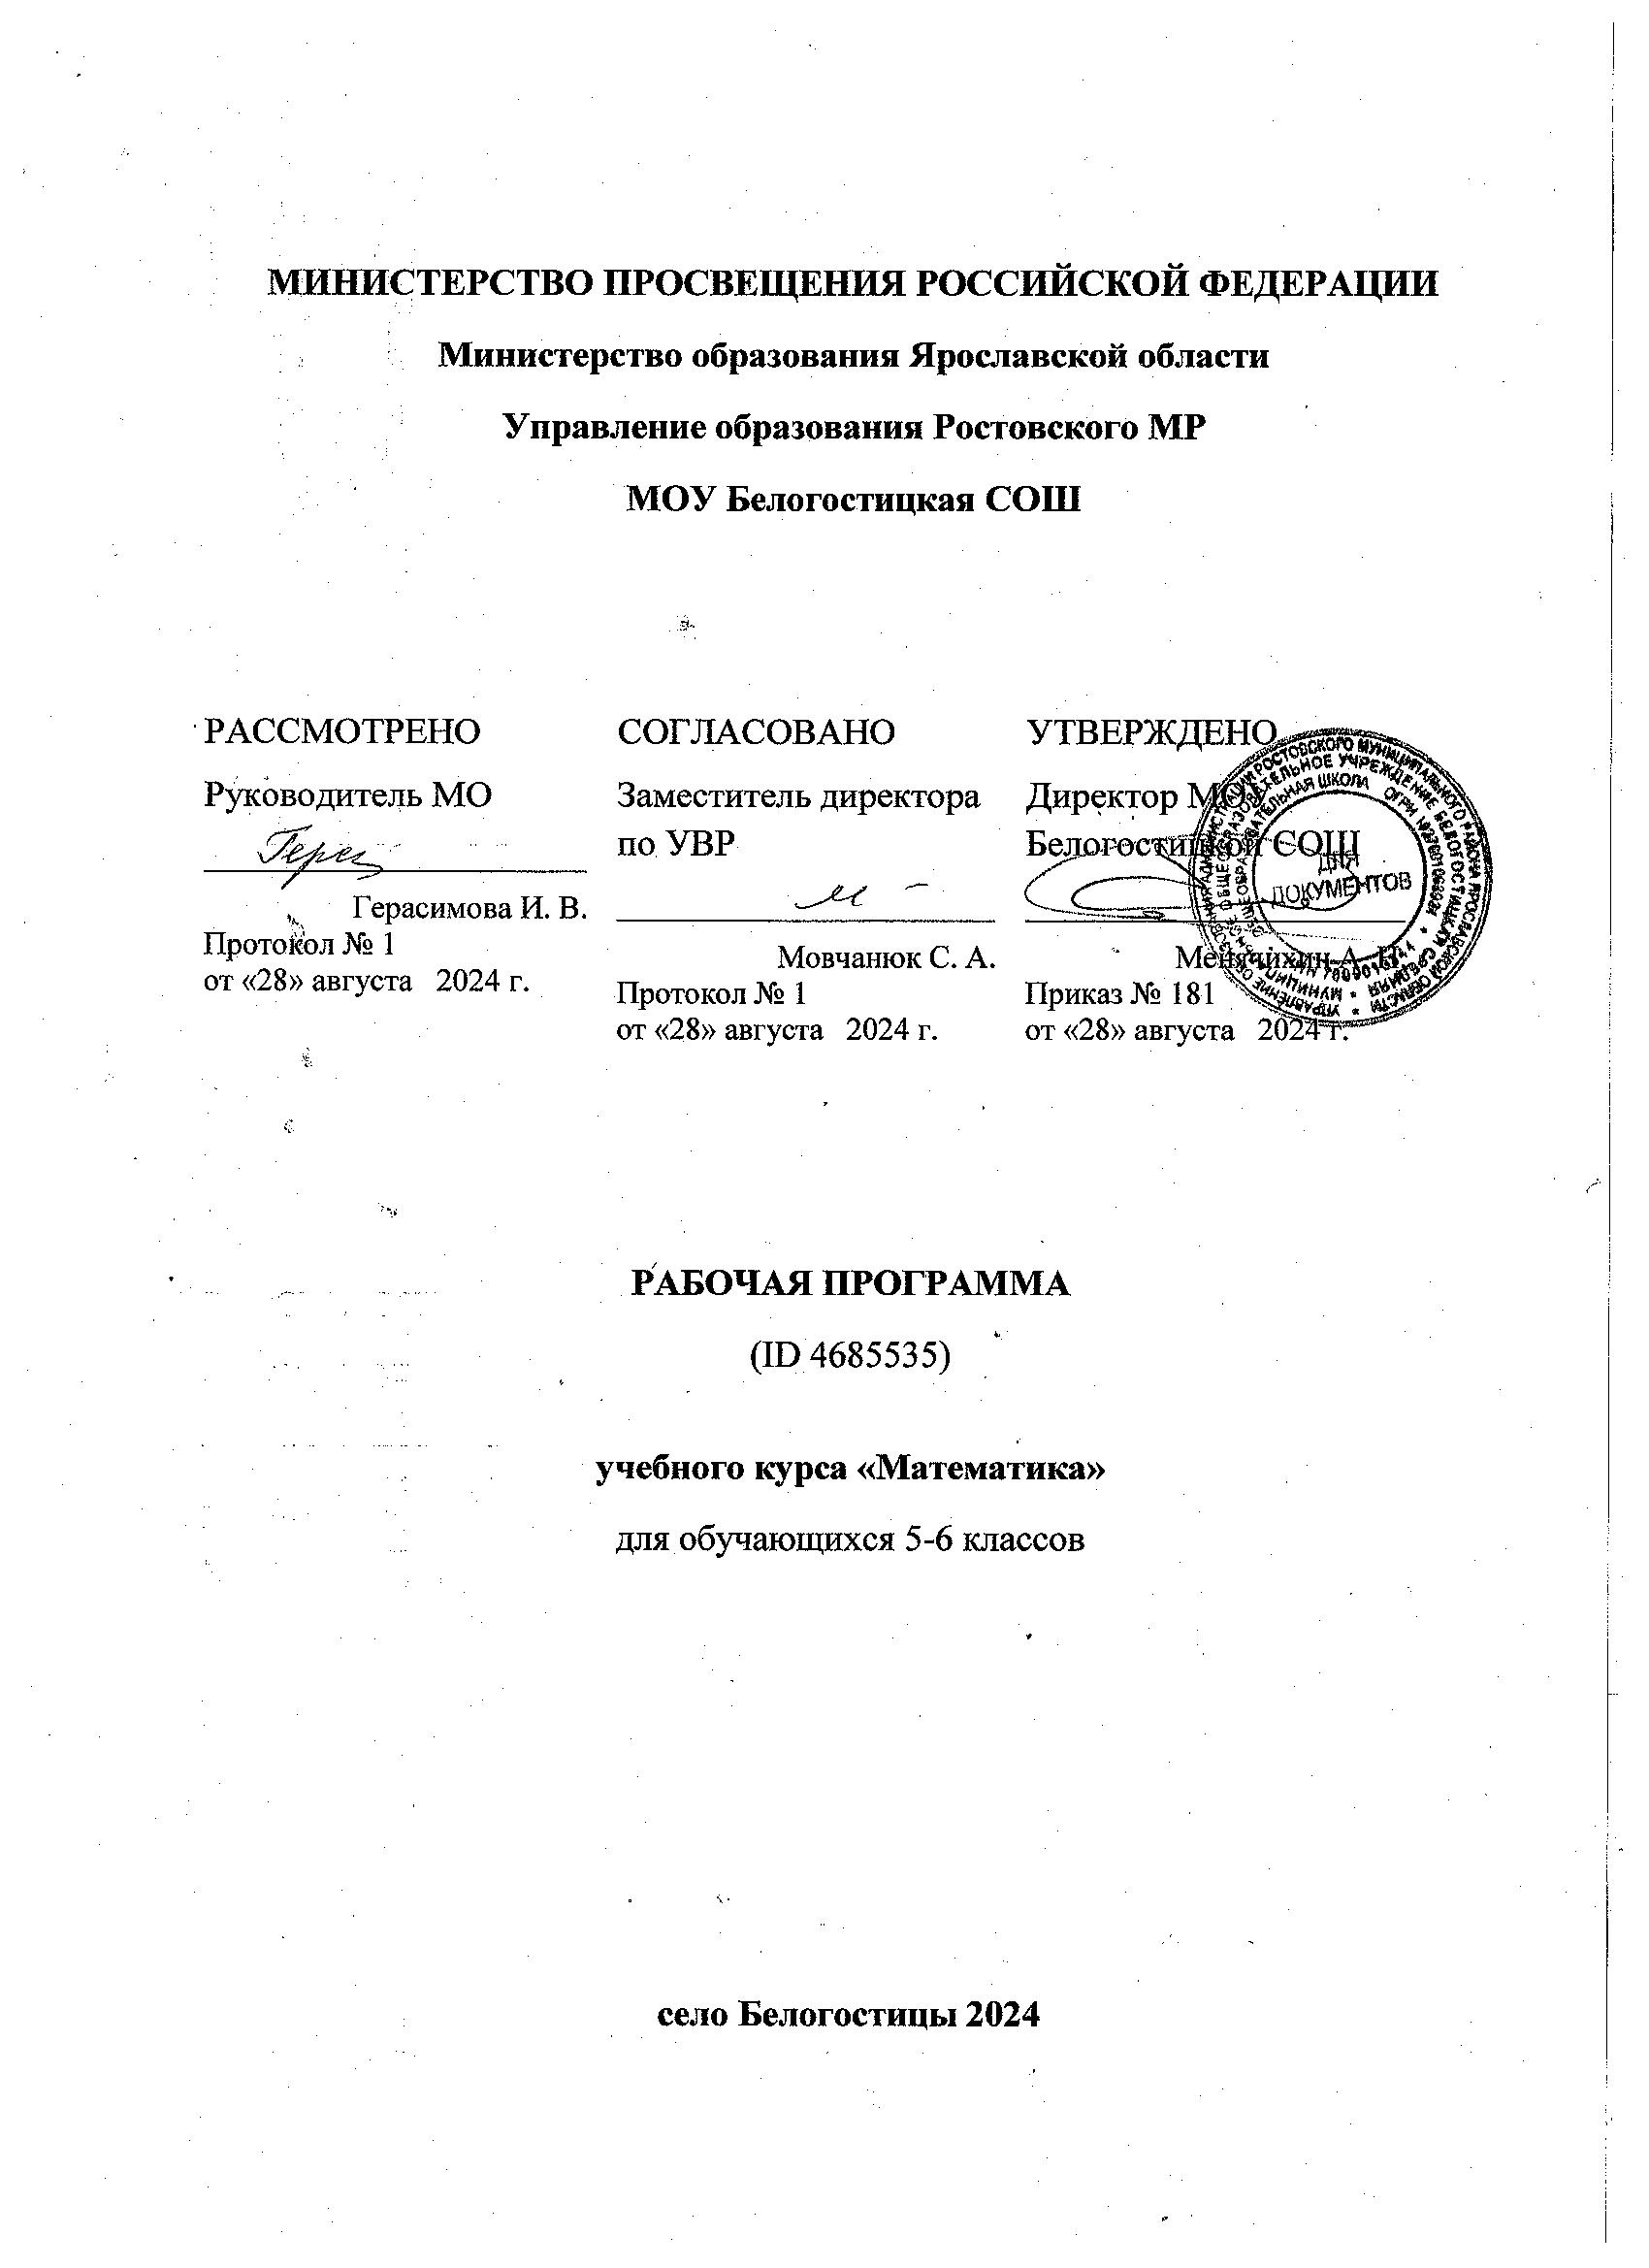 МИНИСТЕРСТВО ПРОСВЕЩЕНИЯ РОССИЙСКОЙ ФЕДЕРАЦИИ
Министерство образования Ярославской области
Управление образования Ростовского МР
МОУ Белогостицкая СОШ
РАССМОТРЕНО
Руководитель МО
Герасимова И. В.
Протокол № 1
от «28» августа 2024 г.
СОГЛАСОВАНО
Заместитель директора
по УВР
Мовчанюк С. А.
Протокол № 1
от «28» августа 2024 г.
УТВЕРЖДЕНО
Директор
Белогостицкой СОШ
Приказ № 181
от «28» августа 2024 г.
ДЛЯ
ДОКУМЕНТОВ
РАБОЧАЯ ПРОГРАММА
(ID 4685535)
учебного курса «Математика»
для обучающихся 5-6 классов
село Белогостицы 2024